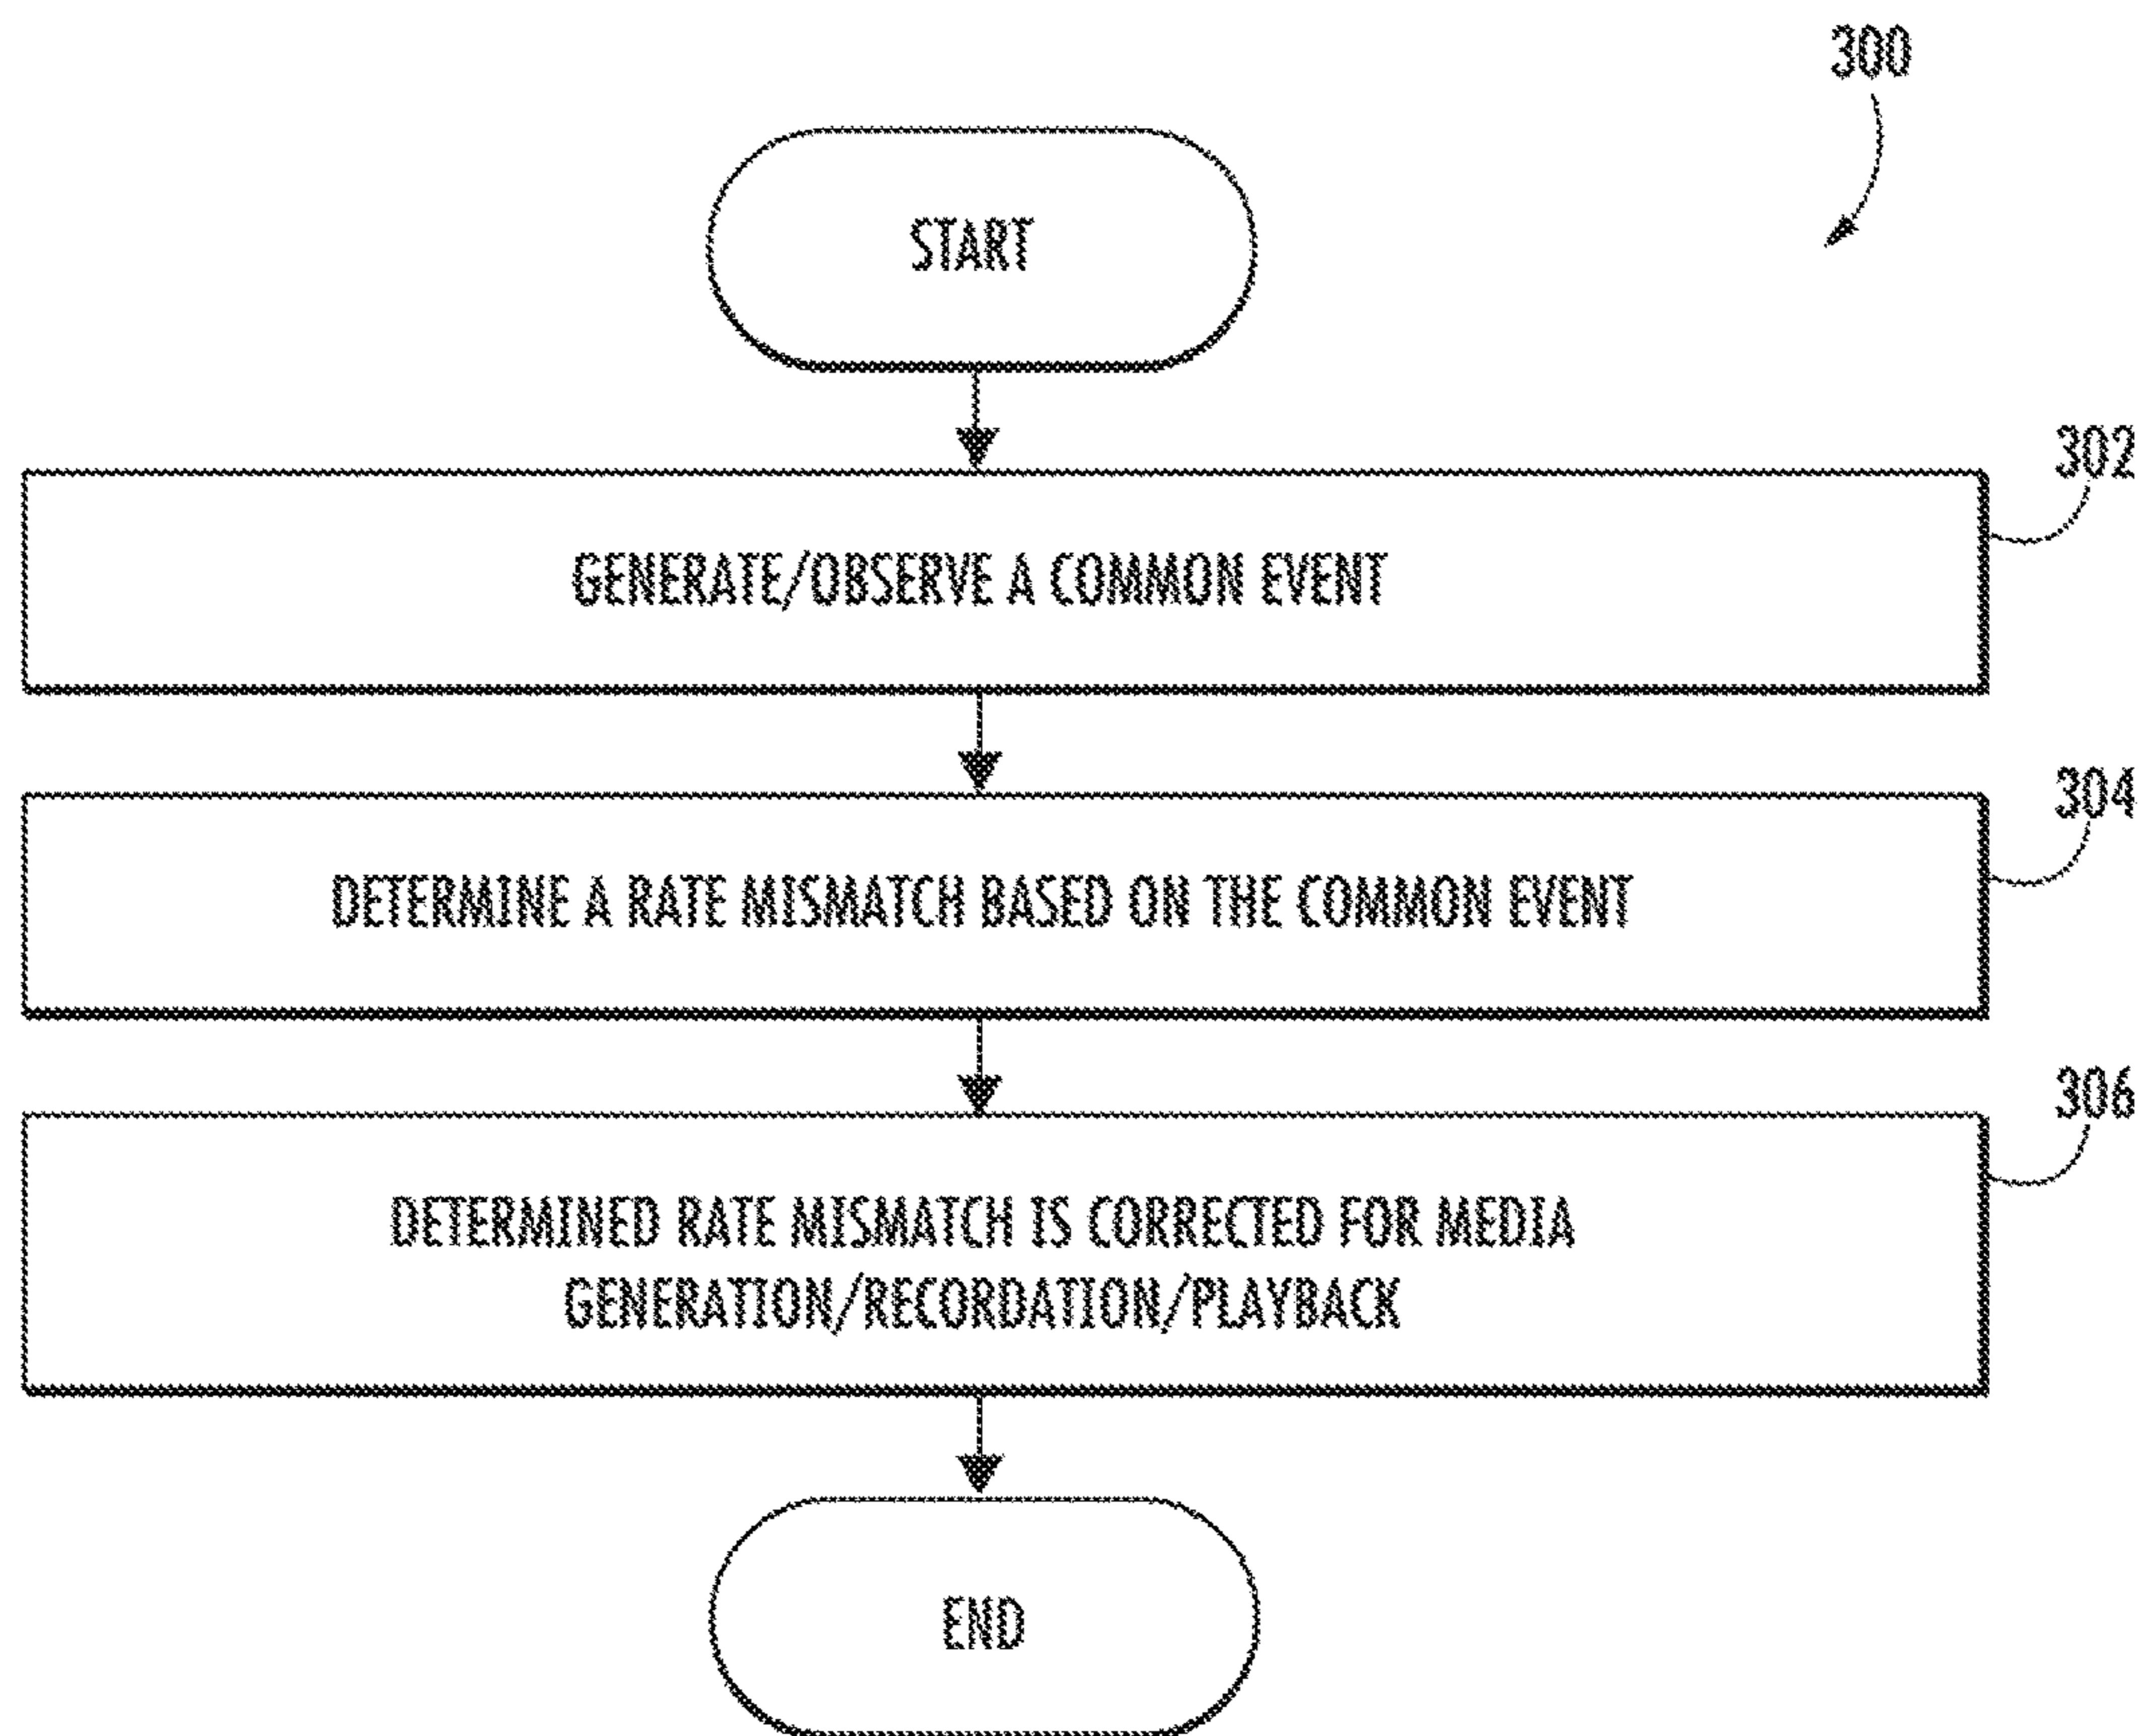 300
START
302
GENERATE/OBSERVE A COMMON EVENT
304
DETERMINE A RATE MISMATCH BASED ON THE COMMON EVENT
306
DETERMINED RATE MISMATCH IS CORRECTED FOR MEDIA
GENERATION/RECORDATION/PLAYBACK
END